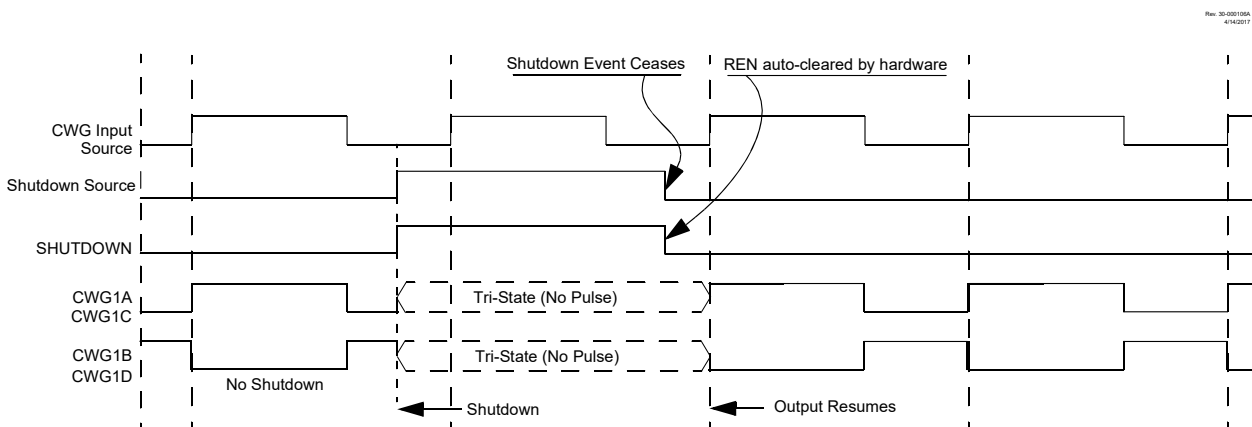 Rev. 30-000108A
4/14/2017
Shutdown Event Ceases
REN auto-cleared by hardware
CWG Input
Source
Shutdown Source
SHUTDOWN
CWG1A
CWG1C
Tri-State (No Pulse)
CWG1B
CWG1D
Tri-State (No Pulse)
No Shutdown
Shutdown
Output Resumes